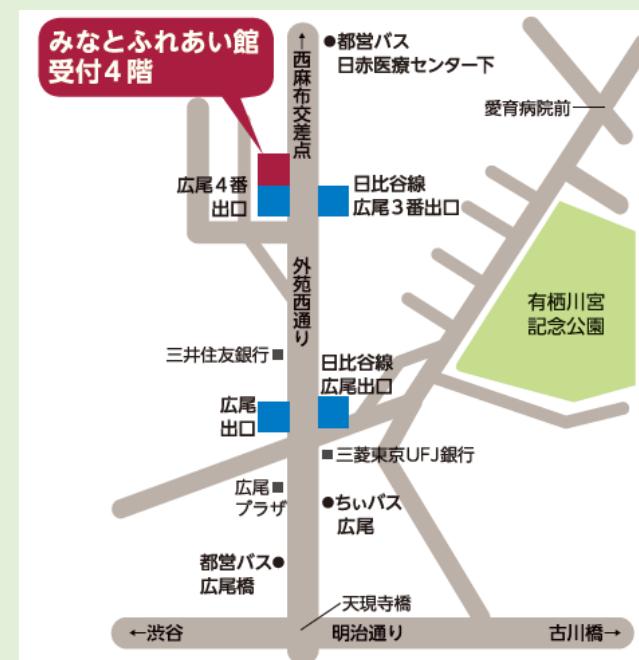 みなとふれあい館
受付4階
↑西麻布交差点
●都営バス
日赤医療センター下
愛育病院前
広尾4番
出口
日比谷線
広尾3番出口
外苑西通り
有栖川宮
記念公園
三井住友銀行■
日比谷線
広尾出口
広尾
出口
■三菱東京UFJ銀行
広尾■
プラザ
●ちぃバス
広尾
都営バス●
広尾橋
天現寺橋
←渋谷
明治通り
古川橋→